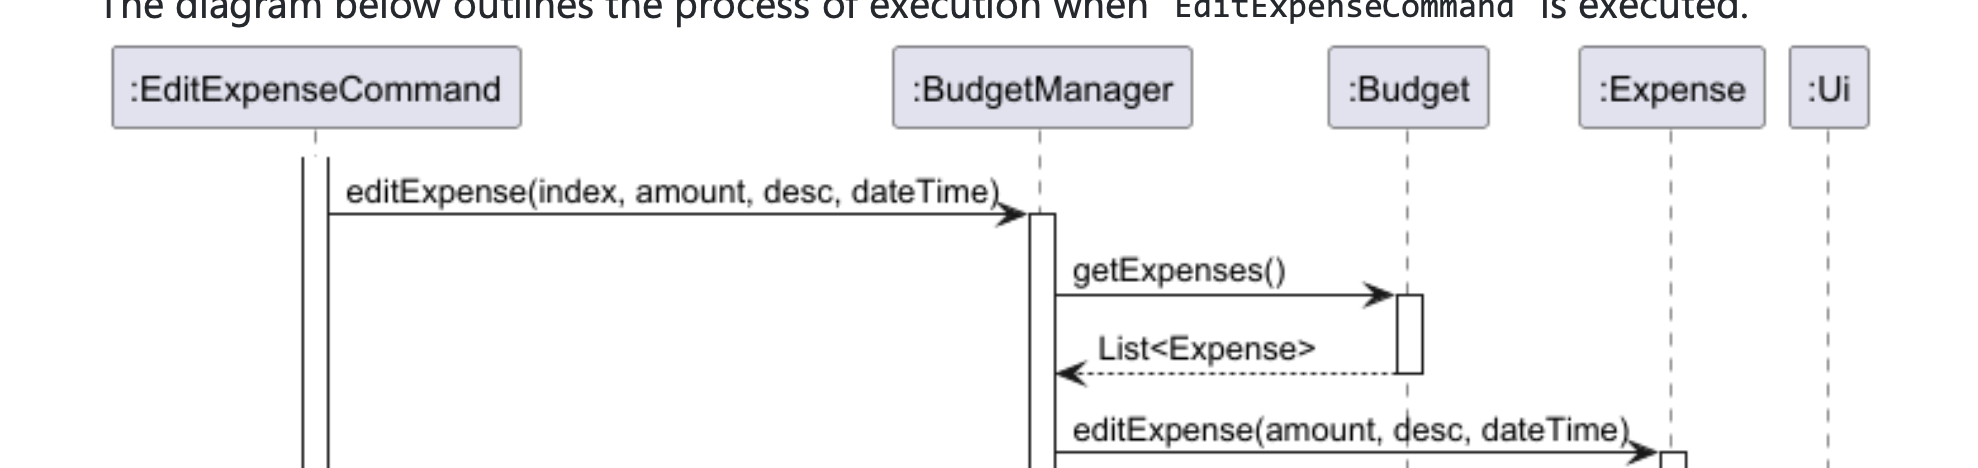 The diagram below outlines the process of execution when EditExpenseCommand is executed.
:EditExpenseCommand :BudgetManager :Budget :Expense :Ui
editExpense(index, amount, desc, dateTime)
getExpenses()
List<Expense>
editExpense(amount, desc, dateTime)